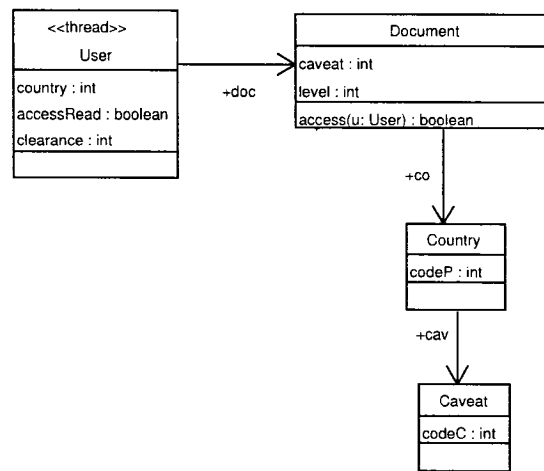 <<thread>>
User
country : int
accessRead : boolean
clearance : int
+doc
Document
caveat : int
level : int
access(u: User) : boolean
+co
Country
codeP : int
+cav
Caveat
codeC : int